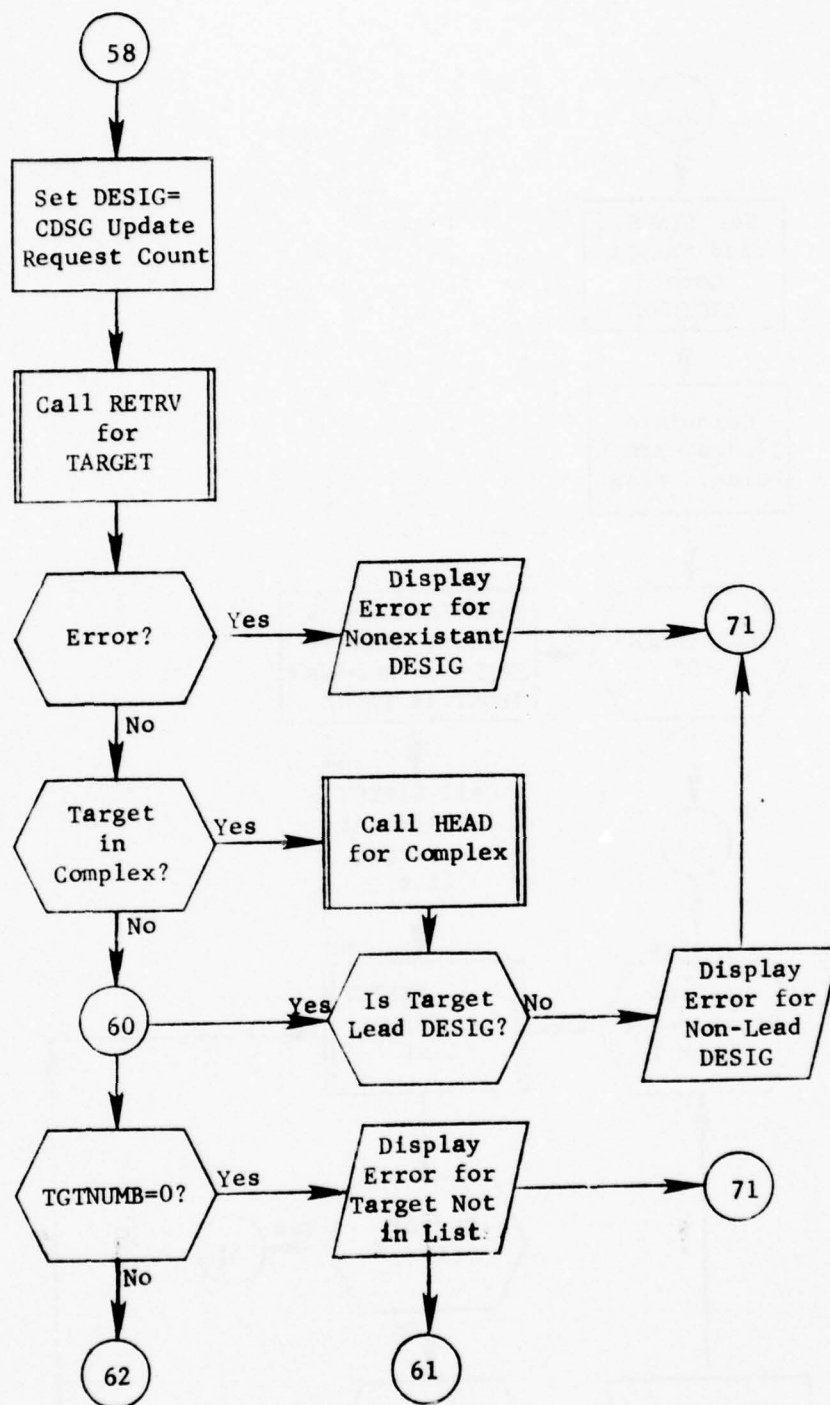 58
Set DESIG=
CDSG Update
Request Count
Call RETRV
for
TARGET
Error?
Yes
Display
Error for
Nonexistant
DESIG
71
No
Target
in
Complex?
Yes
Call HEAD
for Complex
No
60
Yes
Is Target
Lead DESIG?
No
Display
Error for
Non-Lead
DESIG
TGTNUMB=0?
Yes
Display
Error for
Target Not
in List
71
No
62
61